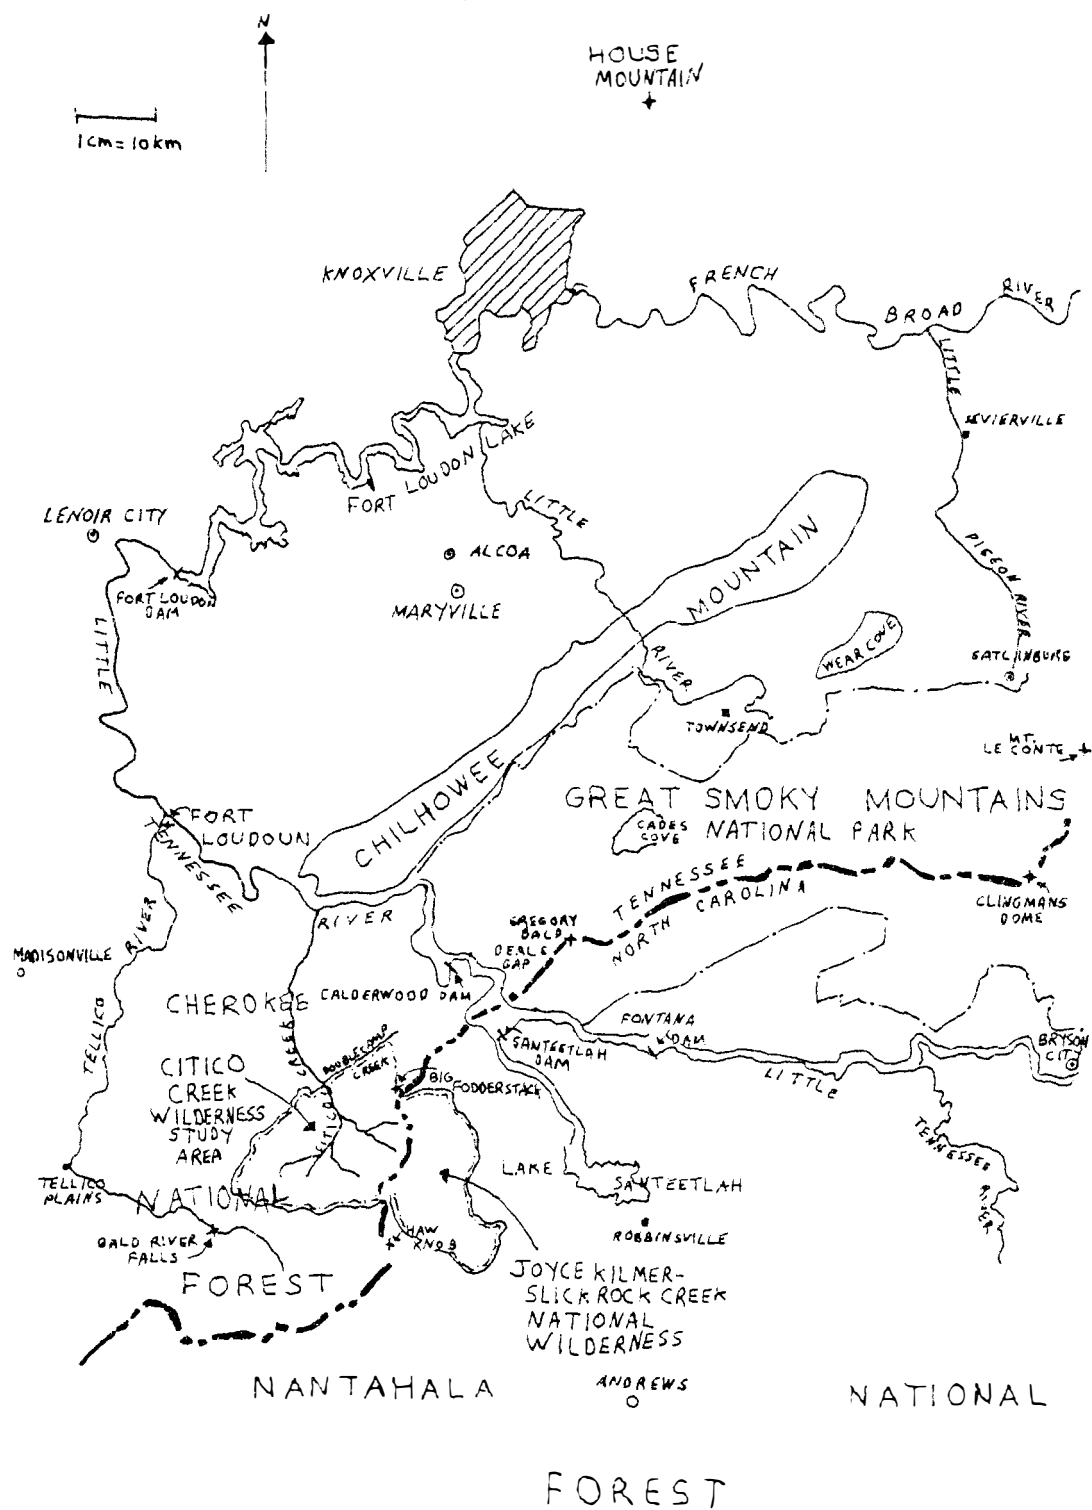 N
HOUSE
MOUNTAIN
1cm = 10km
KNOXVILLE
FRENCH
BROAD
RIVER
LITTLE
SEVIERVILLE
FORT LOUDON LAKE
LENOIR CITY
LITTLE
ALCOA
FORT LOUDON
DAM
MARYVILLE
MOUNTAIN
PIGEON RIVER
LITTLE
RIVER
WEAR COVE
GATLINBURG
TOWNSEND
MT.
LE CONTE
CHILHOWEE
GREAT SMOKY MOUNTAINS
NATIONAL PARK
CADES
COVE
FORT
LOUDOUN
TENNESSEE
RIVER
TENNESSEE
NORTH CAROLINA
CLINGMANS
DOME
GREGORY
BALD
DEALS
GAP
MADISONVILLE
TELLICO
RIVER
CHEROKEE
CALDERWOOD DAM
FONTANA
DAM
SANTEETLAH
DAM
BRYSON
CITY
LITTLE
CREEK
DOUBLECAMP
CREEK
BIG
FODDERSTACK
CITICO
CREEK
WILDERNESS
STUDY
AREA
CITICO
TENNESSEE
RIVER
LAKE
SANTEETLAH
TELLICO
PLAINS
NATIONAL
ROBBINSVILLE
BALD RIVER
FALLS
HAW
KNOB
FOREST
JOYCE KILMER-
SLICKROCK CREEK
NATIONAL
WILDERNESS
NANTAHALA
ANDREWS
NATIONAL
FOREST